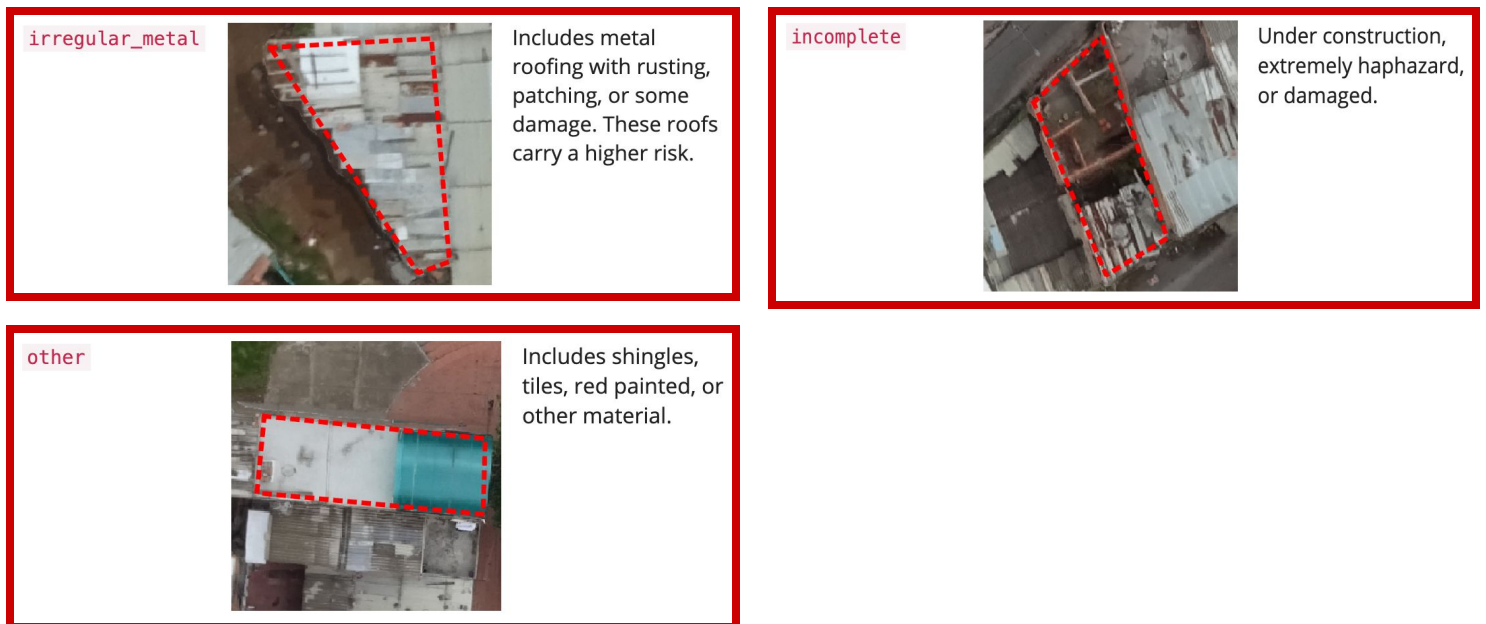 irregular_metal
Includes metal
roofing with rusting,
patching, or some
damage. These roofs
carry a higher risk.
incomplete
Under construction,
extremely haphazard,
or damaged.
other
Includes shingles,
tiles, red painted, or
other material.